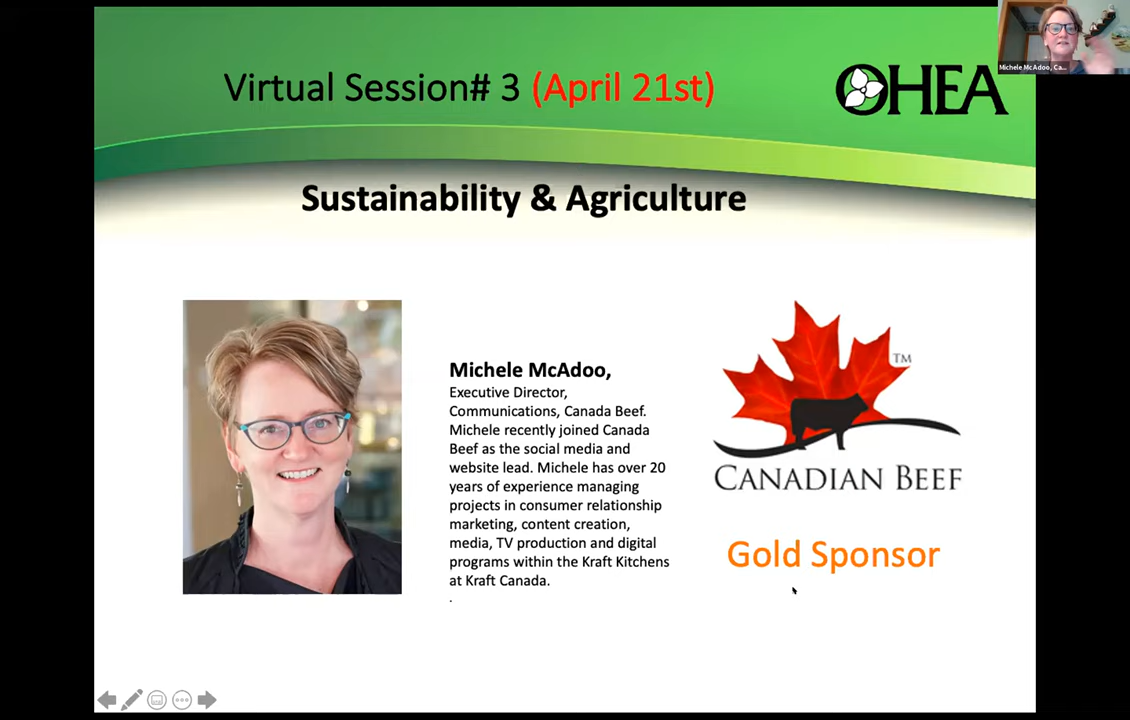 Michele McAdoo, Ca...
Virtual Session# 3 (April 21st)
OHEA
Sustainability & Agriculture
Michele McAdoo,
Executive Director,
Communications, Canada Beef.
Michele recently joined Canada
Beef as the social media and
website lead. Michele has over 20
years of experience managing
projects in consumer relationship
marketing, content creation,
media, TV production and digital
programs within the Kraft Kitchens
at Kraft Canada.
.
TM
CANADIAN BEEF
Gold Sponsor